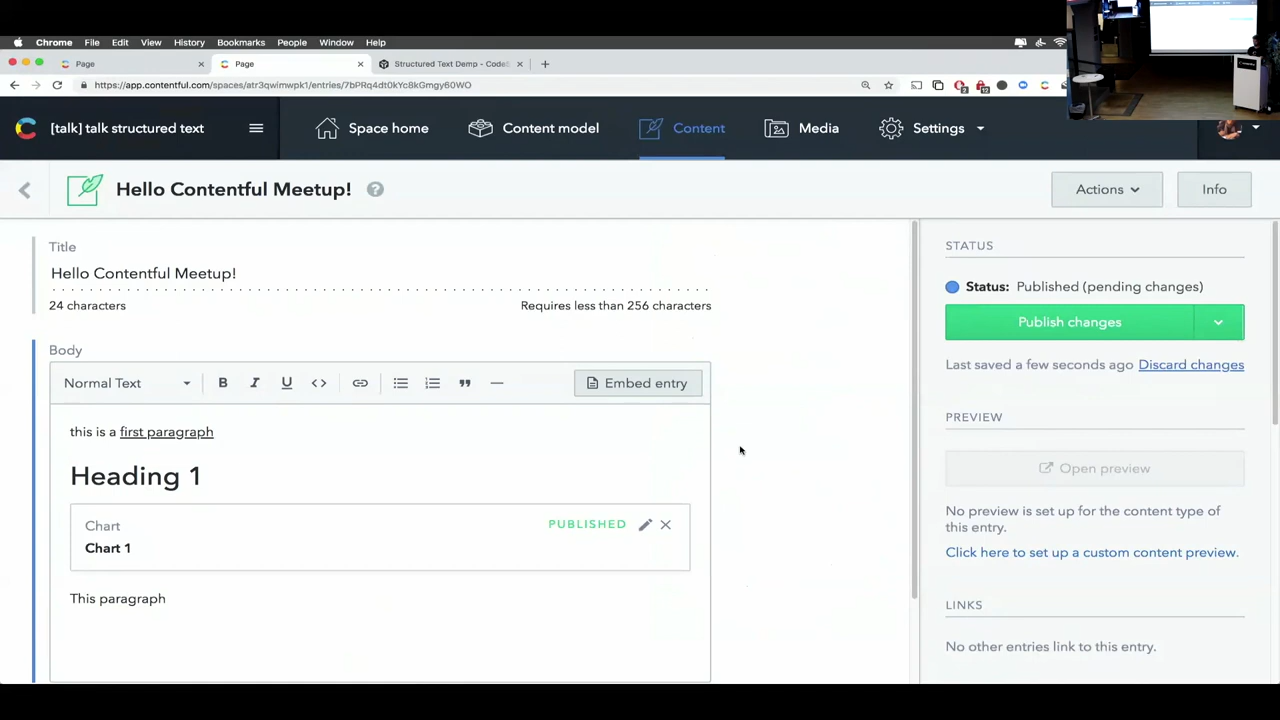 Chrome File Edit View History Bookmarks People Window Help
Page Page Structured Text Demp - CodeS
https://app.contentful.com/spaces/atr3qwimwpk1/entries/7bPRq4dt0kYc8kGmgy60WO
[talk] talk structured text Space home Content model Content Media Settings
Hello Contentful Meetup! ? Actions Info
Title
Hello Contentful Meetup!
24 characters Requires less than 256 characters
Body
Normal Text B I U Embed entry
this is a first paragraph
Heading 1
Chart PUBLISHED
Chart 1
This paragraph
STATUS
Status: Published (pending changes)
Publish changes
Last saved a few seconds ago Discard changes
PREVIEW
Open preview
No preview is set up for the content type of
this entry.
Click here to set up a custom content preview.
LINKS
No other entries link to this entry.